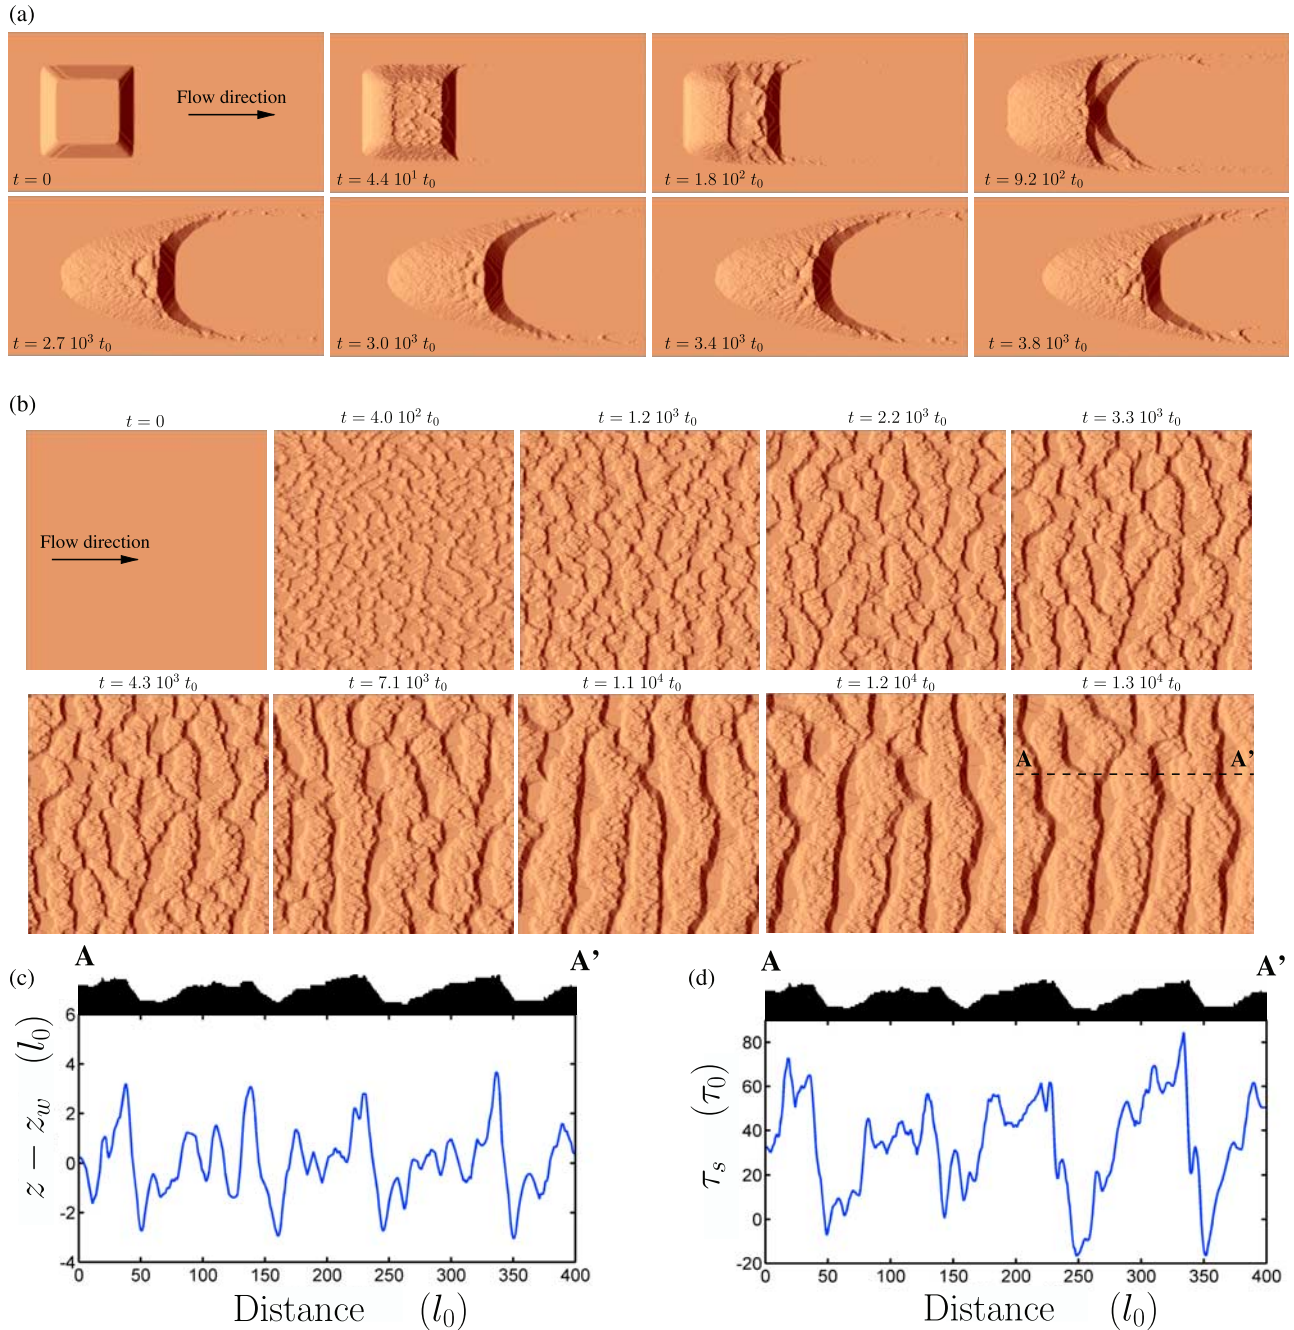 (a)
Flow direction
t = 0
t = 4.4 10¹ t₀
t = 1.8 10² t₀
t = 9.2 10² t₀
t = 2.7 10³ t₀
t = 3.0 10³ t₀
t = 3.4 10³ t₀
t = 3.8 10³ t₀
(b)
t = 0
t = 4.0 10² t₀
t = 1.2 10³ t₀
t = 2.2 10³ t₀
t = 3.3 10³ t₀
Flow direction
t = 4.3 10³ t₀
t = 7.1 10³ t₀
t = 1.1 10⁴ t₀
t = 1.2 10⁴ t₀
t = 1.3 10⁴ t₀
A A'
(c)
A A'
z − z_w (l₀)
6
4
2
0
-2
-4
0 50 100 150 200 250 300 350 400
Distance (l₀)
(d)
A A'
τₛ (τ₀)
80
60
40
20
0
-20
0 50 100 150 200 250 300 350 400
Distance (l₀)